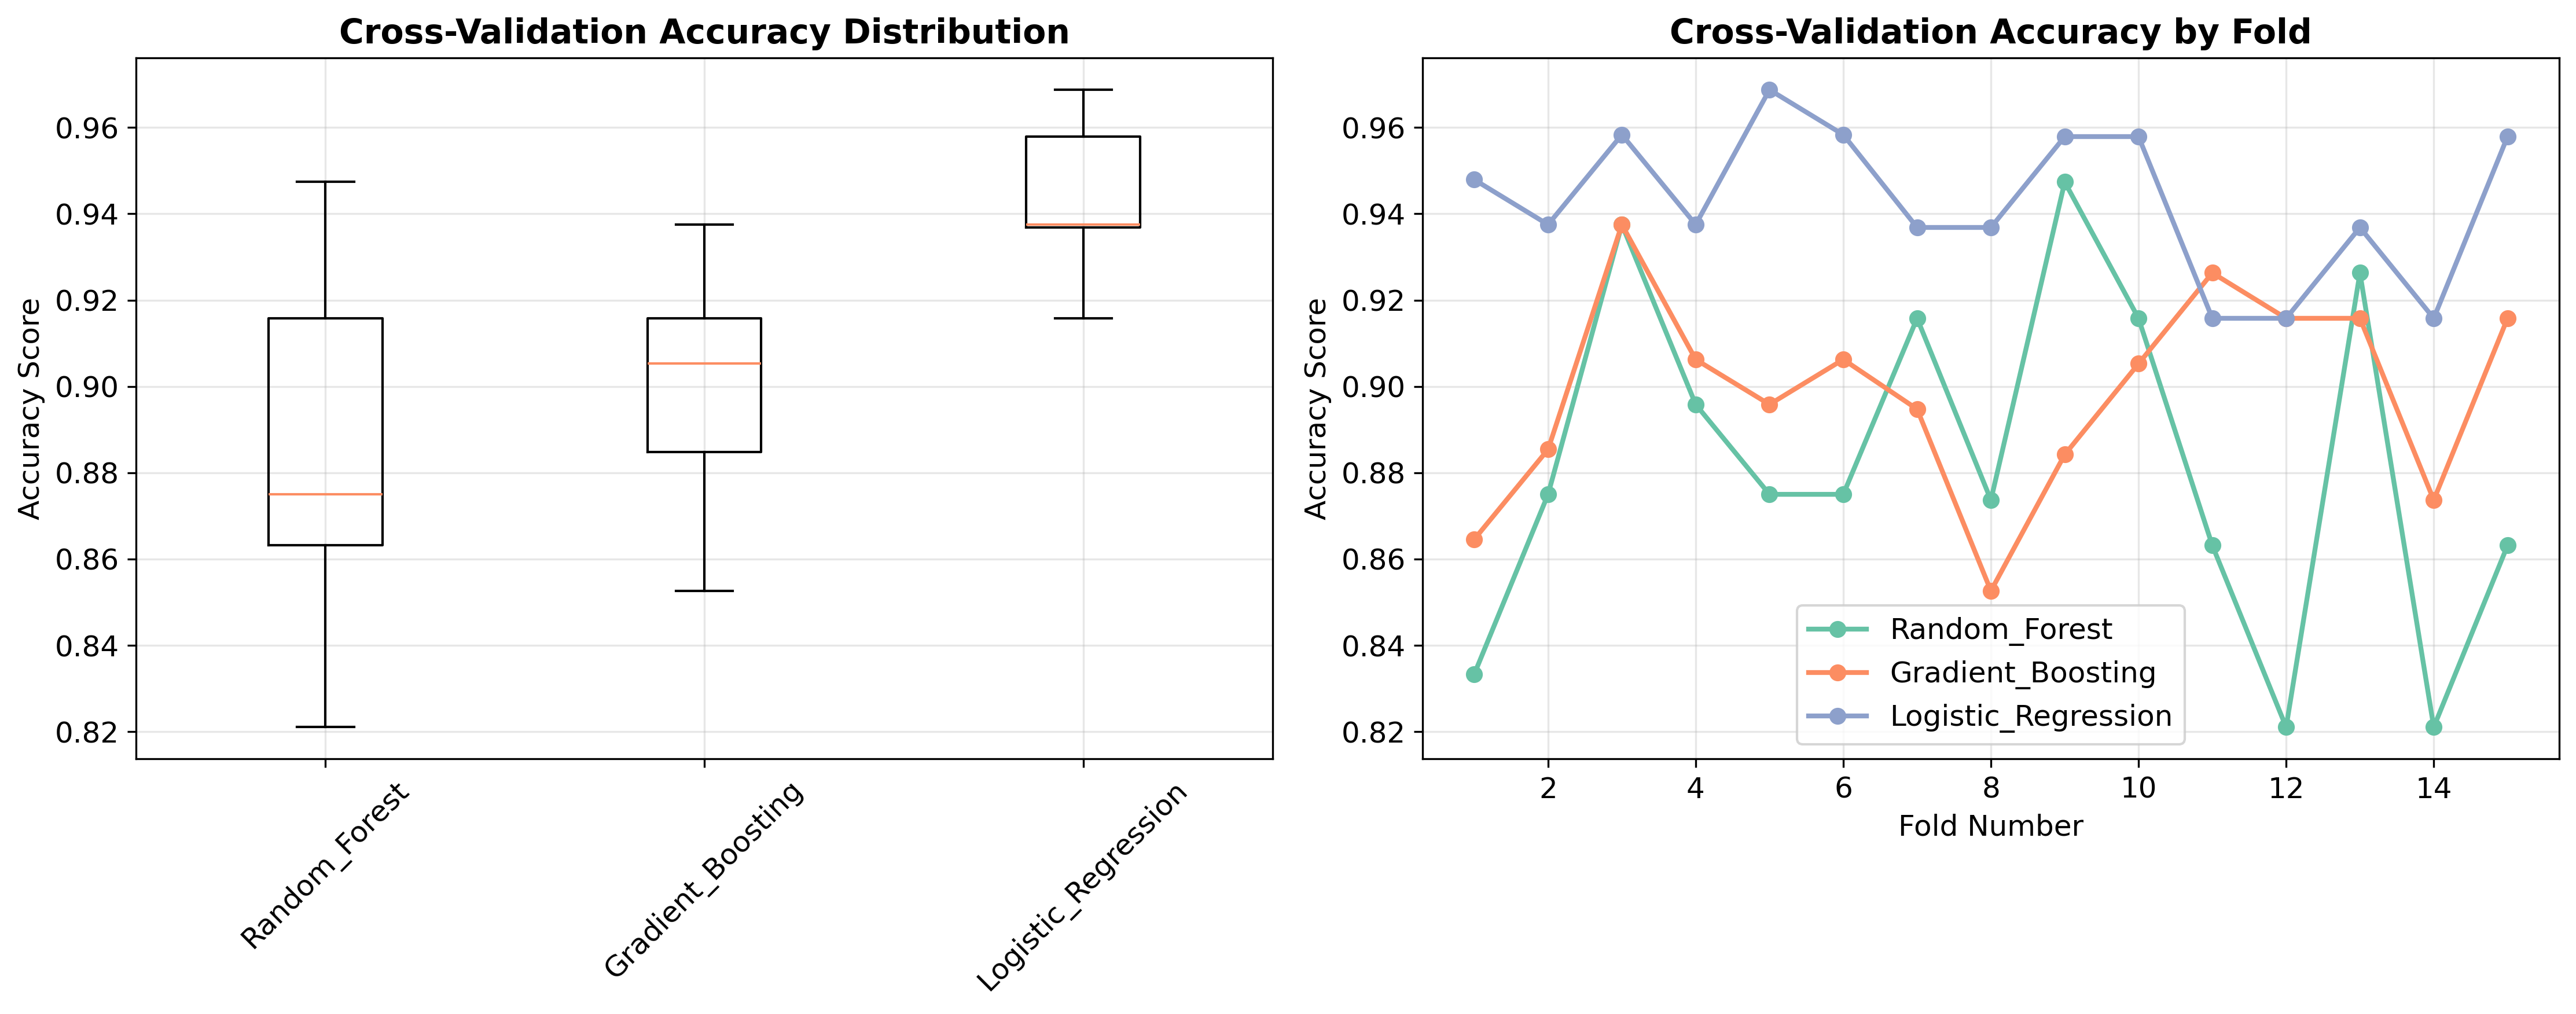 Cross-Validation Accuracy Distribution
Accuracy Score
0.96
0.94
0.92
0.90
0.88
0.86
0.84
0.82
Random_Forest
Gradient_Boosting
Logistic_Regression
Cross-Validation Accuracy by Fold
Accuracy Score
0.96
0.94
0.92
0.90
0.88
0.86
0.84
0.82
Random_Forest
Gradient_Boosting
Logistic_Regression
2 4 6 8 10 12 14
Fold Number